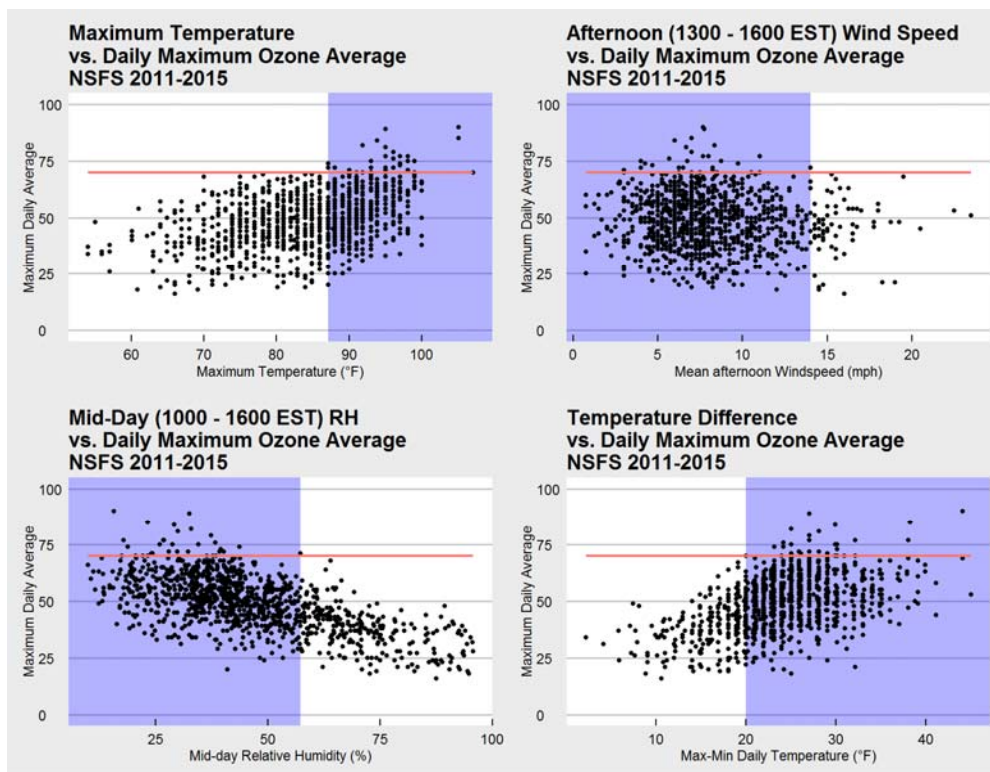 Maximum Temperature
vs. Daily Maximum Ozone Average
NSFS 2011-2015
100
75
50
25
0
Maximum Daily Average
60 70 80 90 100
Maximum Temperature (°F)
Afternoon (1300 - 1600 EST) Wind Speed
vs. Daily Maximum Ozone Average
NSFS 2011-2015
100
75
50
25
0
Maximum Daily Average
0 5 10 15 20
Mean afternoon Windspeed (mph)
Mid-Day (1000 - 1600 EST) RH
vs. Daily Maximum Ozone Average
NSFS 2011-2015
100
75
50
25
0
Maximum Daily Average
25 50 75 100
Mid-day Relative Humidity (%)
Temperature Difference
vs. Daily Maximum Ozone Average
NSFS 2011-2015
100
75
50
25
0
Maximum Daily Average
10 20 30 40
Max-Min Daily Temperature (°F)